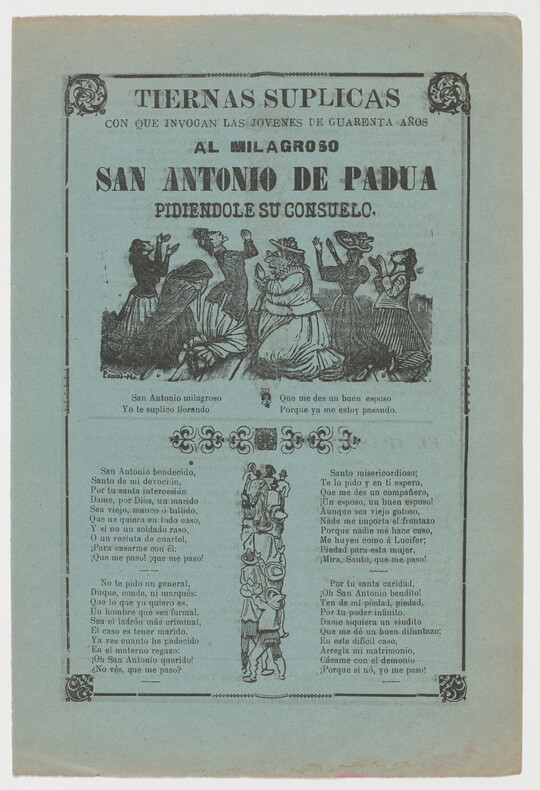 TIERNAS SUPLICAS
CON QUE INVOCAN LAS JOVENES DE CUARENTA AÑOS
AL MILAGROSO
SAN ANTONIO DE PADUA
PIDIENDOLE SU CONSUELO.
San Antonio milagroso
Yo te suplico llorando
Que me des un buen esposo
Porque ya me estoy pasando.
San Antonio bendecido,
Santo de mi devoción,
Por tu santa intercesión
Dame, por Dios, un marido
Sea viejo, manco ó tullido,
Que me quiera en todo caso,
Y si no un soldado raso,
O un recluta de cuartel,
¡Para casarme con él:
¡Que me paso! ¡que me paso!
No te pido un general,
Duque, conde, ni marqués:
Que lo que yo quiero es,
Un hombre que sea formal.
Sea el ladrón más criminal,
El caso es tener marido,
Ya ves cuanto he padecido
En el materno regazo:
¡Oh San Antonio querido!
¿No vés, que me paso?
Santo misericordioso;
Te lo pido y en ti espero,
Que me des un compañero,
¡Un esposo, un buen esposo!
Aunque sea viejo gotoso,
Nada me importa el frentazo
Porque nadie me hace caso,
Me huyen como á Lucifer;
Piedad para esta mujer,
¡Mira, Santo, que me paso!
Por tu santa caridad,
¡Oh San Antonio bendito!
Ten de mi piedad, piedad,
Por tu poder infinito.
Dame siquiera un viudito
Que me dé un buen difuntazo;
En este difícil caso,
Arregla mi matrimonio,
Cásame con el demonio
¡Porque si nó, yo me paso!